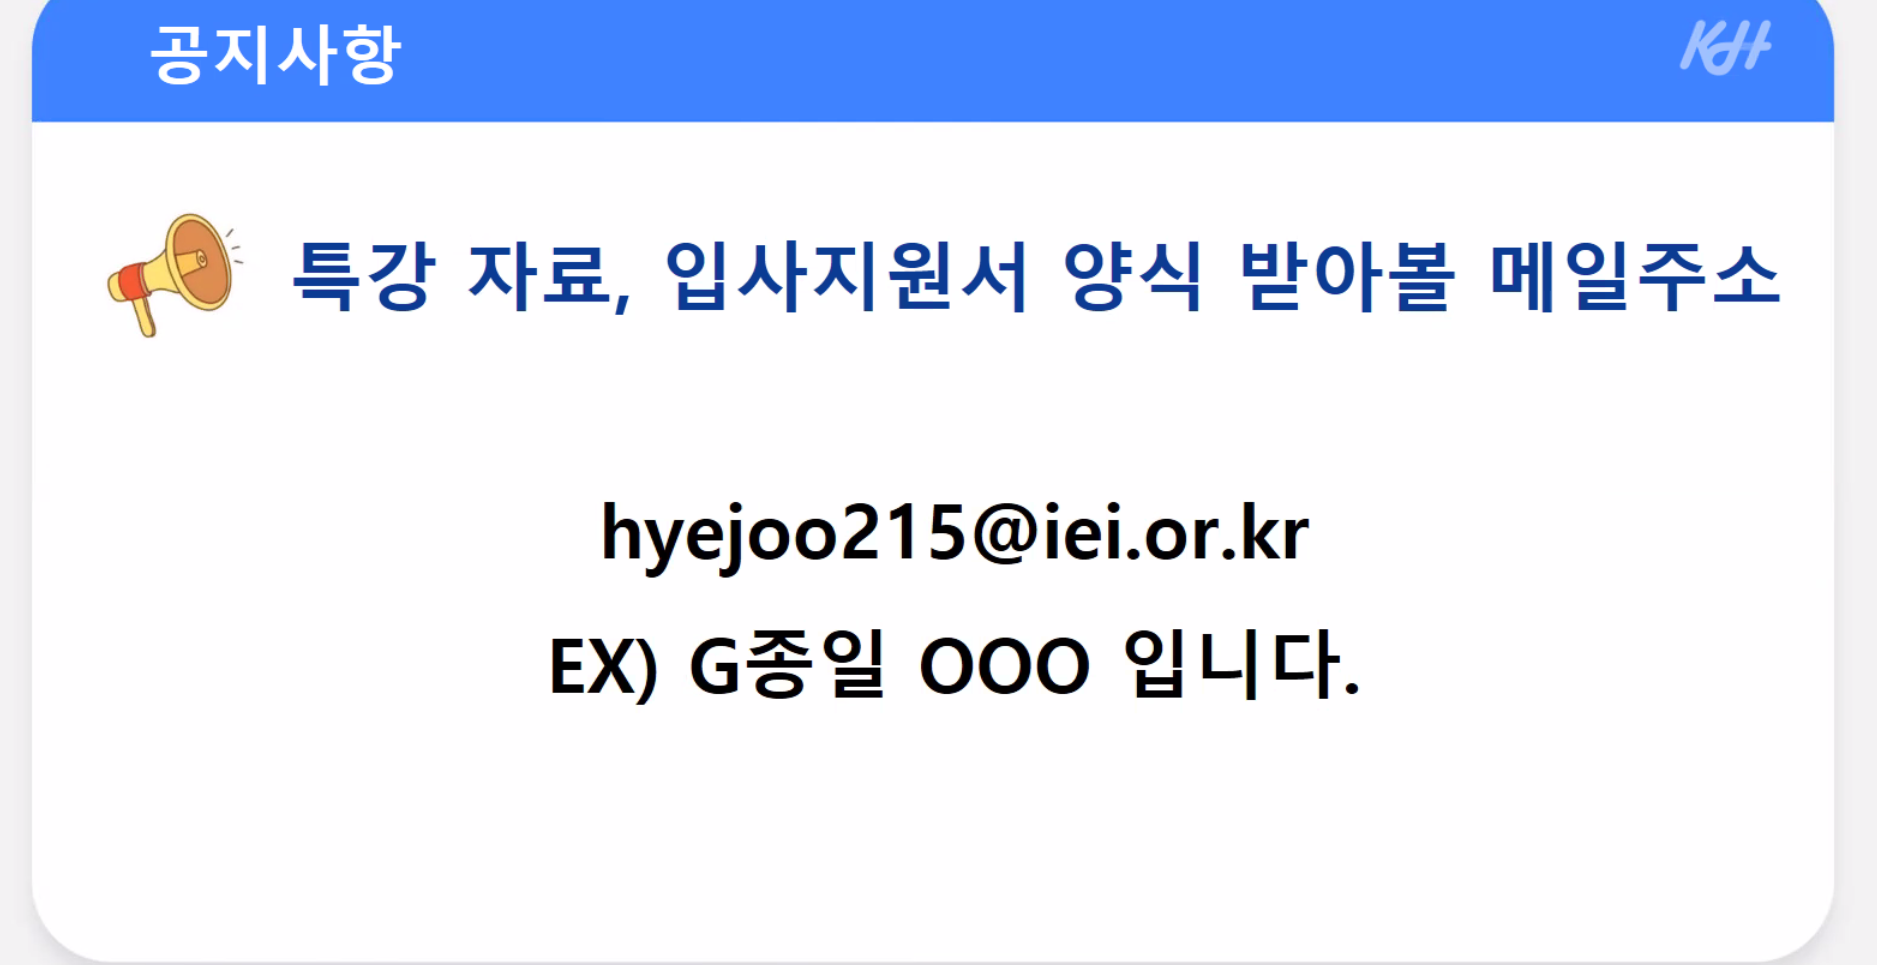 공지사항
KH
특강 자료, 입사지원서 양식 받아볼 메일주소
hyejoo215@iei.or.kr
EX) G종일 OOO 입니다.